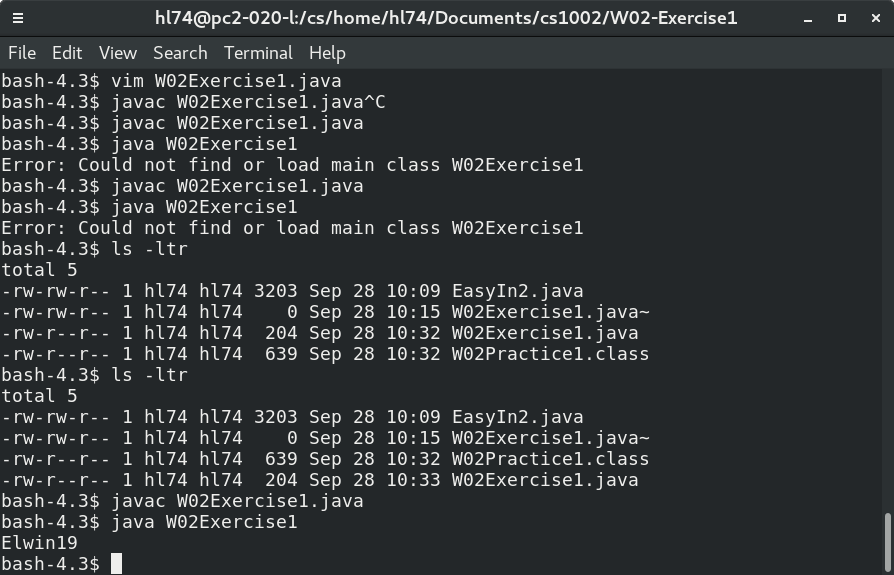 hl74@pc2-020-l:/cs/home/hl74/Documents/cs1002/W02-Exercise1
File Edit View Search Terminal Help
bash-4.3$ vim W02Exercise1.java
bash-4.3$ javac W02Exercise1.java^C
bash-4.3$ javac W02Exercise1.java
bash-4.3$ java W02Exercise1
Error: Could not find or load main class W02Exercise1
bash-4.3$ javac W02Exercise1.java
bash-4.3$ java W02Exercise1
Error: Could not find or load main class W02Exercise1
bash-4.3$ ls -ltr
total 5
-rw-rw-r-- 1 hl74 hl74 3203 Sep 28 10:09 EasyIn2.java
-rw-rw-r-- 1 hl74 hl74    0 Sep 28 10:15 W02Exercise1.java~
-rw-r--r-- 1 hl74 hl74  204 Sep 28 10:32 W02Exercise1.java
-rw-r--r-- 1 hl74 hl74  639 Sep 28 10:32 W02Practice1.class
bash-4.3$ ls -ltr
total 5
-rw-rw-r-- 1 hl74 hl74 3203 Sep 28 10:09 EasyIn2.java
-rw-rw-r-- 1 hl74 hl74    0 Sep 28 10:15 W02Exercise1.java~
-rw-r--r-- 1 hl74 hl74  639 Sep 28 10:32 W02Practice1.class
-rw-r--r-- 1 hl74 hl74  204 Sep 28 10:33 W02Exercise1.java
bash-4.3$ javac W02Exercise1.java
bash-4.3$ java W02Exercise1
Elwin19
bash-4.3$